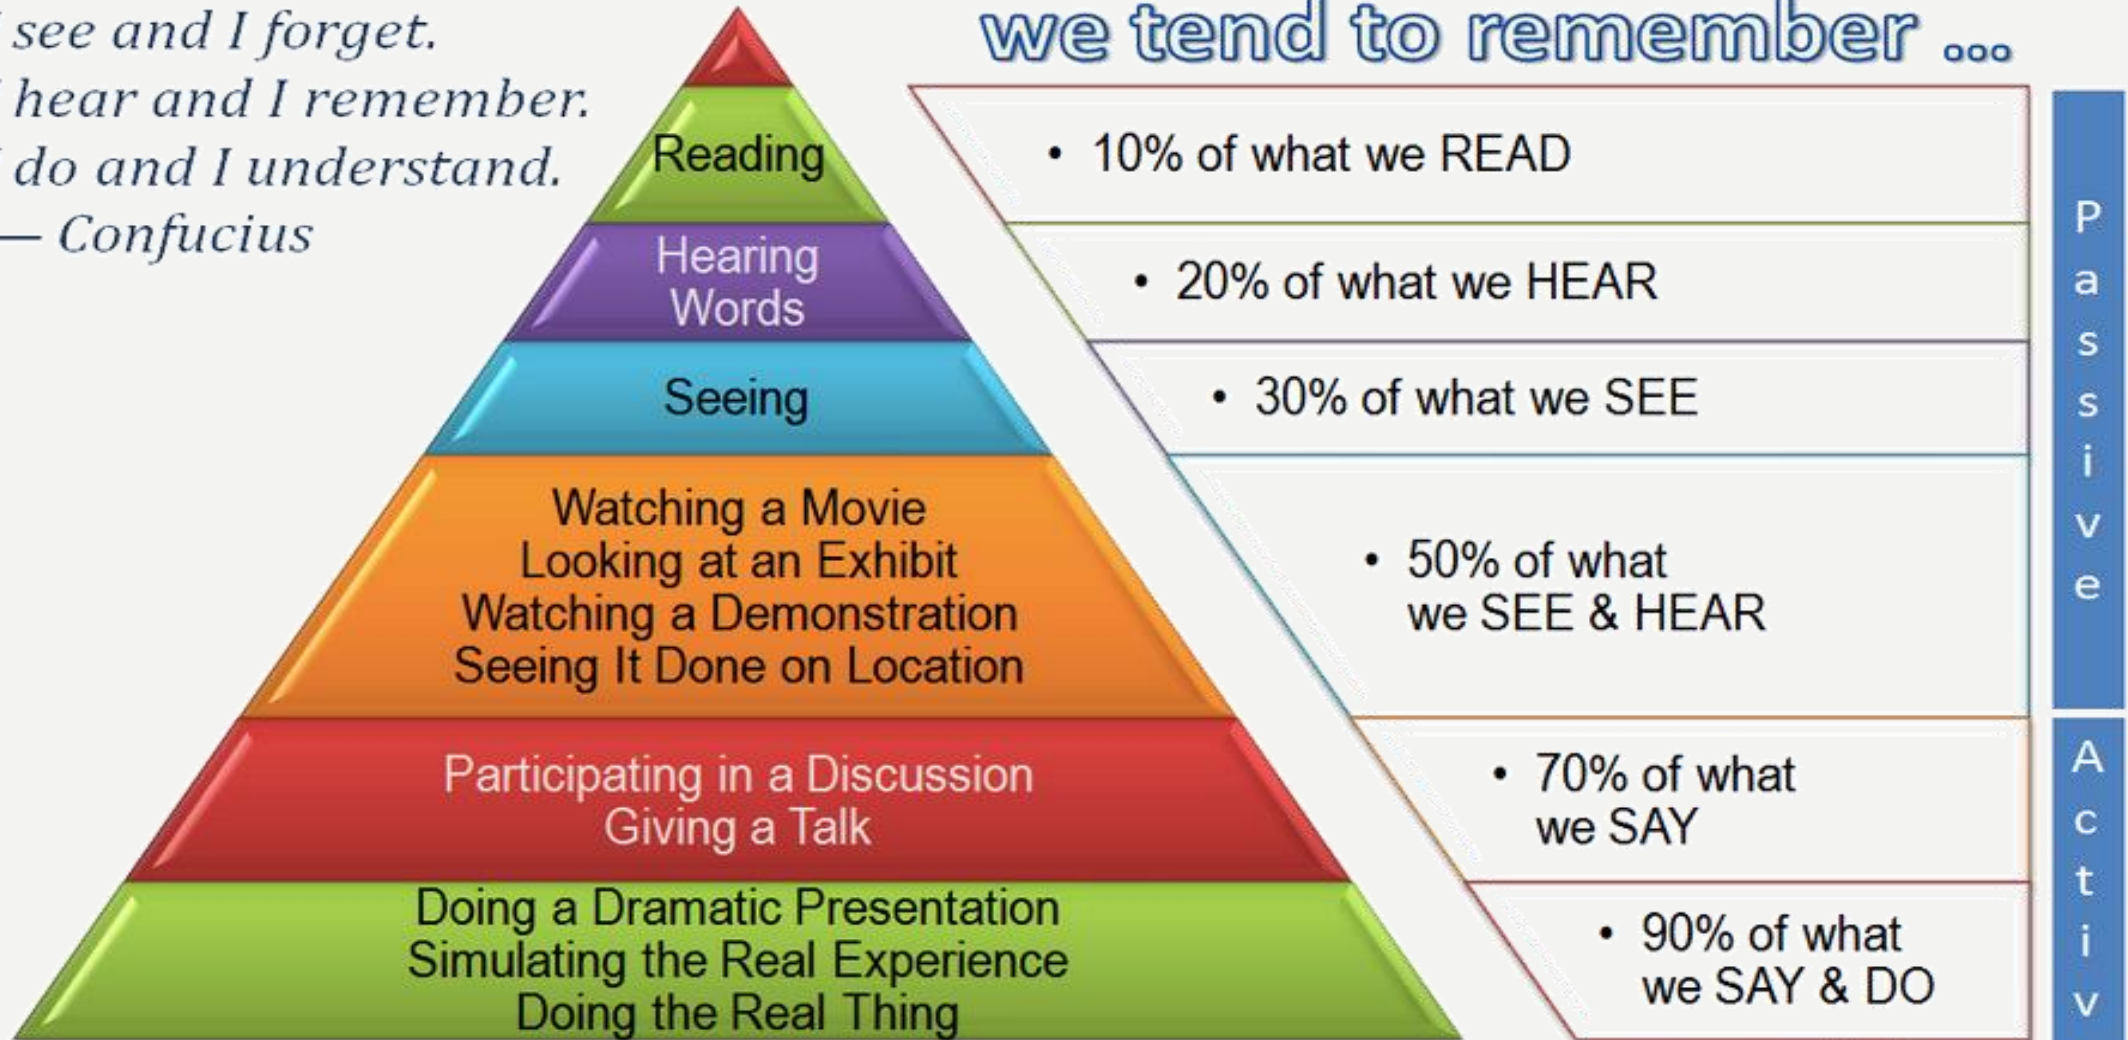 see and I forget.
hear and I remember.
do and I understand.
— Confucius
we tend to remember ...
Reading
Hearing
Words
Seeing
Watching a Movie
Looking at an Exhibit
Watching a Demonstration
Seeing It Done on Location
Participating in a Discussion
Giving a Talk
Doing a Dramatic Presentation
Simulating the Real Experience
Doing the Real Thing
• 10% of what we READ
• 20% of what we HEAR
• 30% of what we SEE
• 50% of what
we SEE & HEAR
• 70% of what
we SAY
• 90% of what
we SAY & DO
Passive
Activ